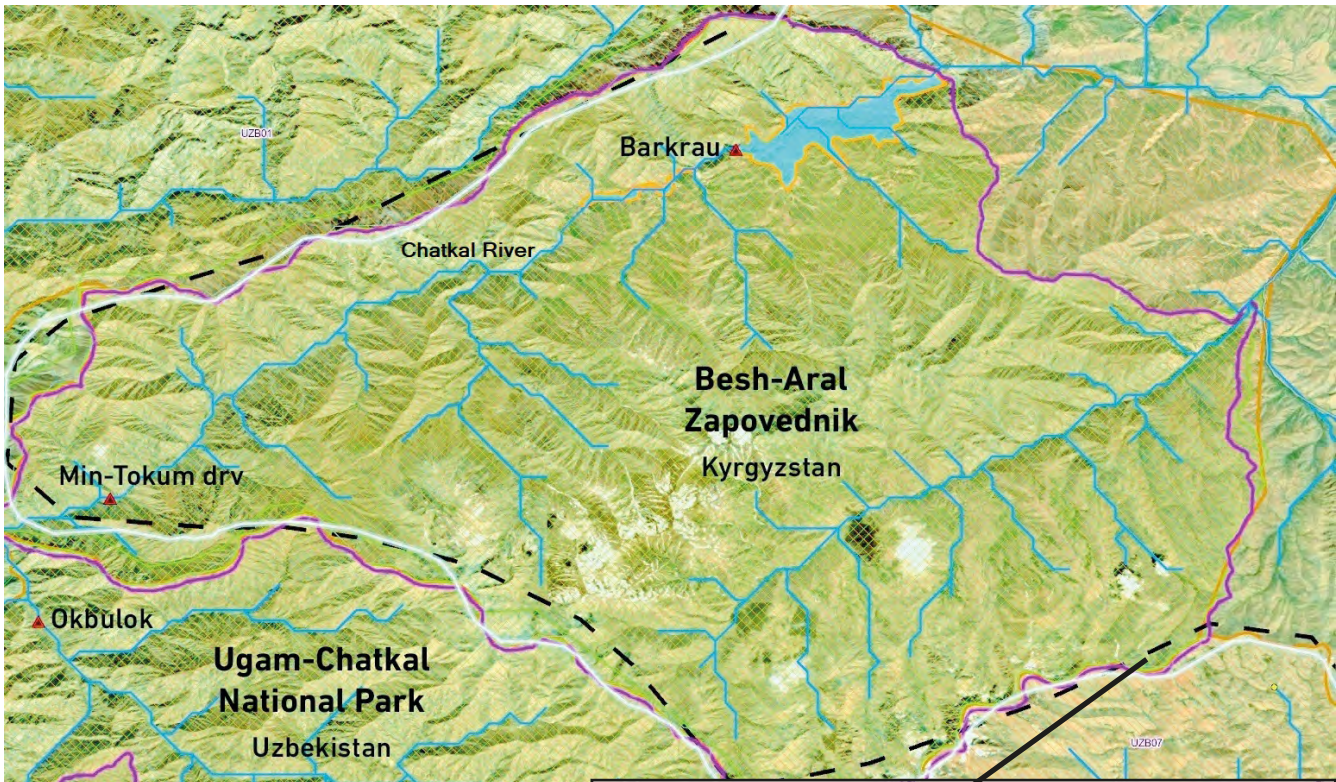 UZB01
Barkrau
Chatkal River
Besh-Aral
Zapovednik
Kyrgyzstan
Min-Tokum drv
Okbulok
Ugam-Chatkal
National Park
Uzbekistan
UZB07